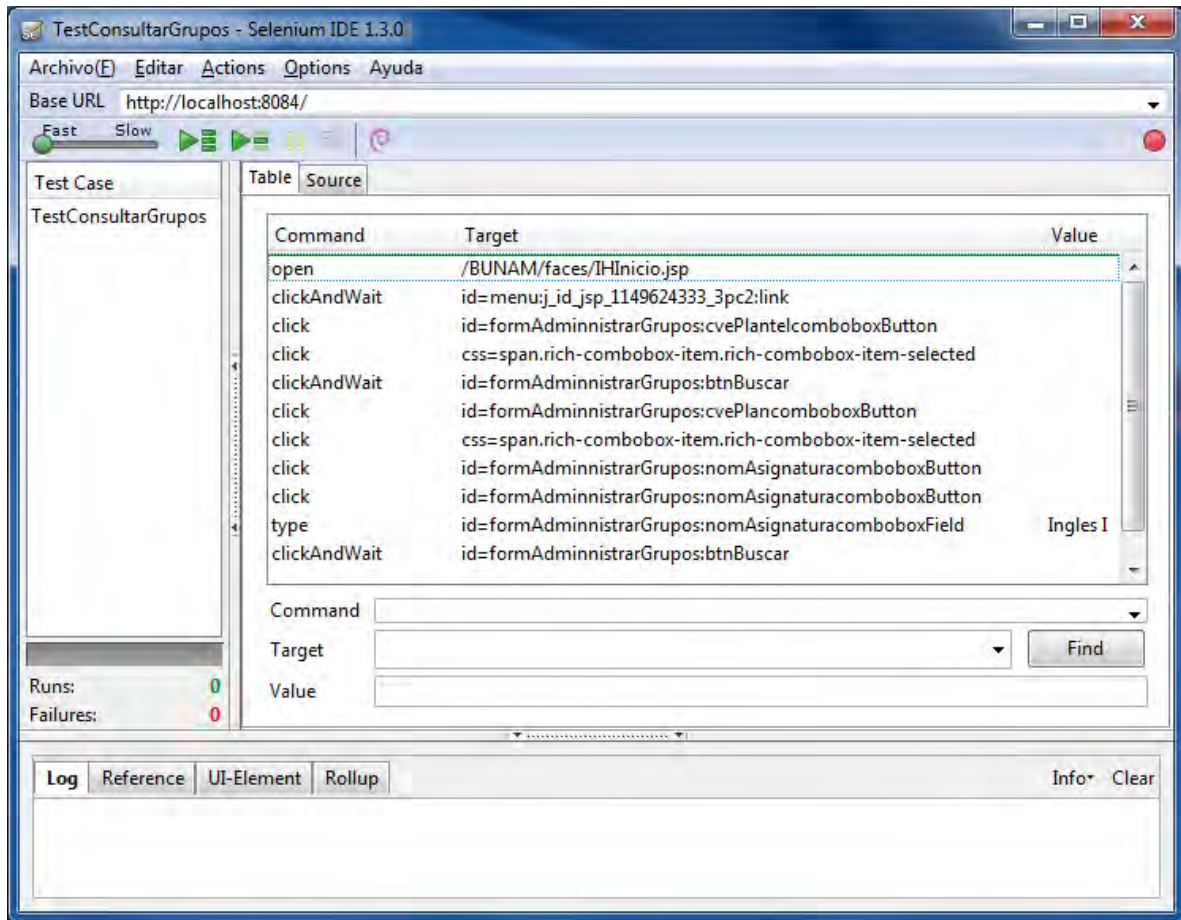 TestConsultarGrupos - Selenium IDE 1.3.0
Archivo(F) Editar Actions Options Ayuda
Base URL http://localhost:8084/
Fast Slow
Test Case
TestConsultarGrupos
Table Source
Command Target Value
open /BUNAM/faces/IHInicio.jsp
clickAndWait id=menu:j_id_jsp_1149624333_3pc2:link
click id=formAdminnistrarGrupos:cvePlantelcomboboxButton
click css=span.rich-combobox-item.rich-combobox-item-selected
clickAndWait id=formAdminnistrarGrupos:btnBuscar
click id=formAdminnistrarGrupos:cvePlancomboboxButton
click css=span.rich-combobox-item.rich-combobox-item-selected
click id=formAdminnistrarGrupos:nomAsignaturacomboboxButton
click id=formAdminnistrarGrupos:nomAsignaturacomboboxButton
type id=formAdminnistrarGrupos:nomAsignaturacomboboxField Ingles I
clickAndWait id=formAdminnistrarGrupos:btnBuscar
Command
Target Find
Value
Runs: 0
Failures: 0
Log Reference UI-Element Rollup Info Clear